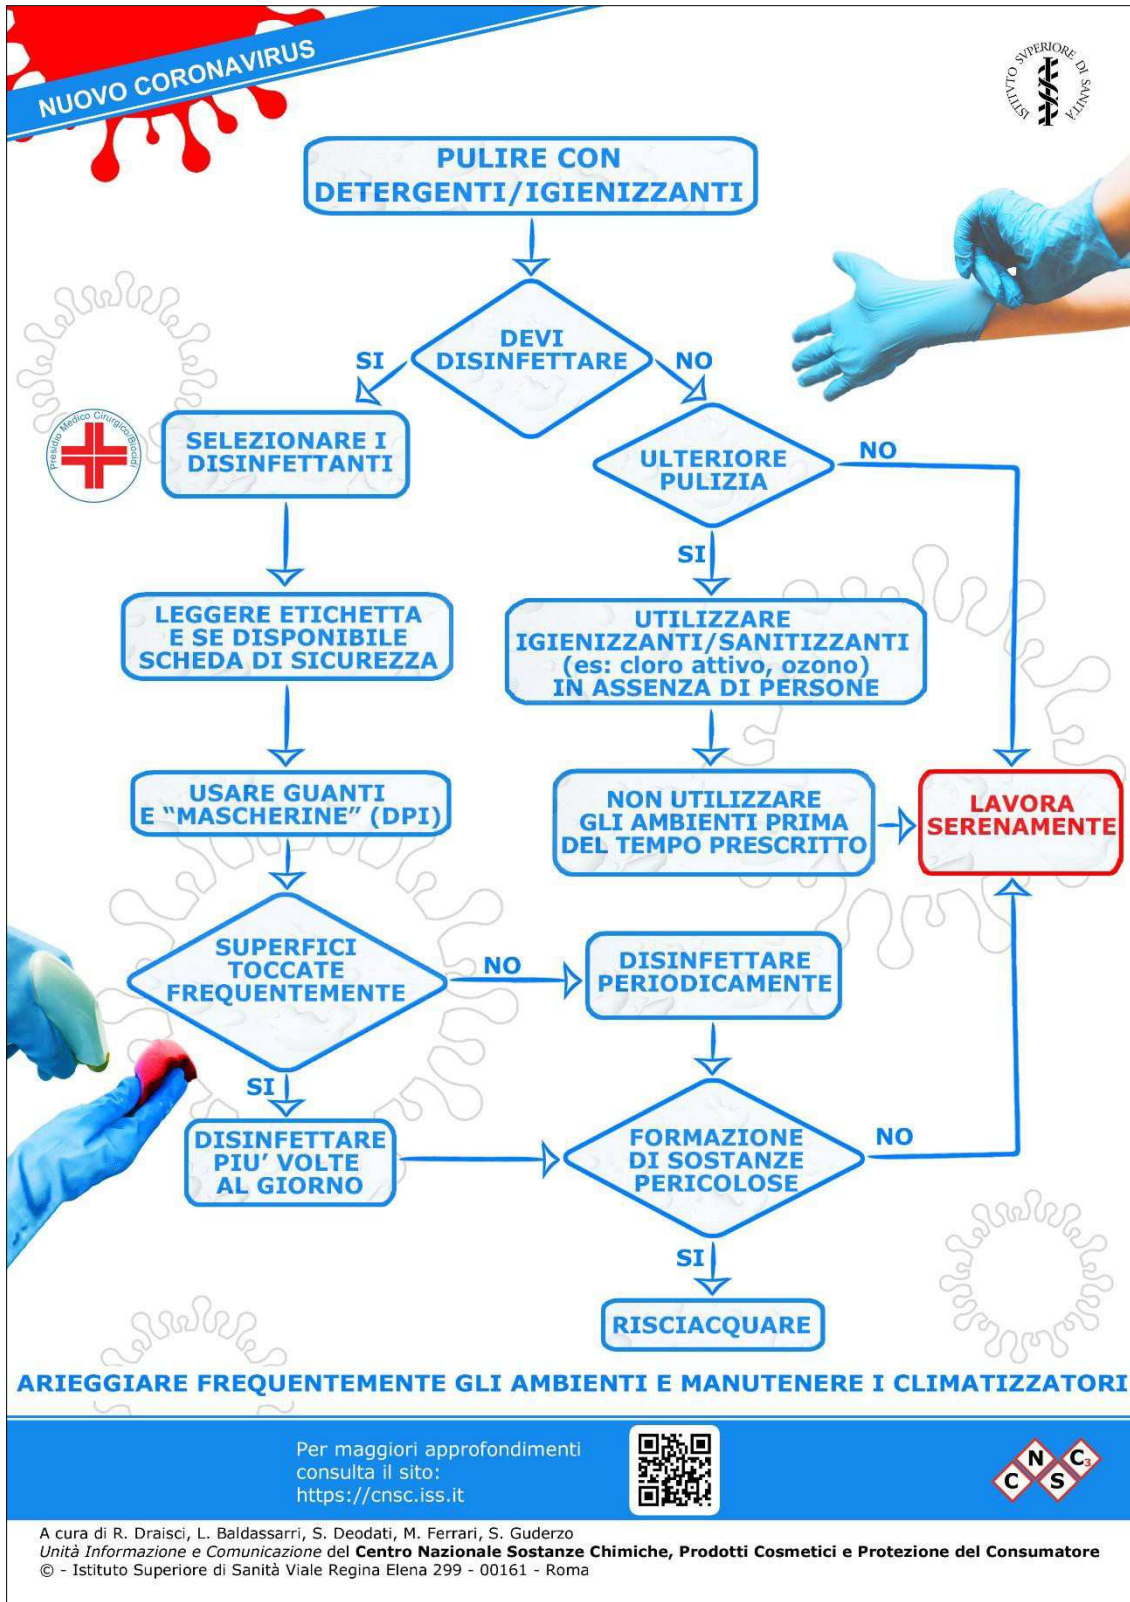 NUOVO CORONAVIRUS
ISTITVTO SVPERIORE DI SANITÀ
PULIRE CON
DETERGENTI/IGIENIZZANTI
DEVI
DISINFETTARE
SI
NO
Presidio Medico Cirurgico/Biocidi
SELEZIONARE I
DISINFETTANTI
ULTERIORE
PULIZIA
NO
SI
LEGGERE ETICHETTA
E SE DISPONIBILE
SCHEDA DI SICUREZZA
UTILIZZARE
IGIENIZZANTI/SANITIZZANTI
(es: cloro attivo, ozono)
IN ASSENZA DI PERSONE
USARE GUANTI
E “MASCHERINE” (DPI)
NON UTILIZZARE
GLI AMBIENTI PRIMA
DEL TEMPO PRESCRITTO
LAVORA
SERENAMENTE
SUPERFICI
TOCCATE
FREQUENTEMENTE
NO
DISINFETTARE
PERIODICAMENTE
SI
DISINFETTARE
PIU’ VOLTE
AL GIORNO
FORMAZIONE
DI SOSTANZE
PERICOLOSE
NO
SI
RISCIACQUARE
ARIEGGIARE FREQUENTEMENTE GLI AMBIENTI E MANUTENERE I CLIMATIZZATORI
Per maggiori approfondimenti
consulta il sito:
https://cnsc.iss.it
C N S C3
A cura di R. Draisci, L. Baldassarri, S. Deodati, M. Ferrari, S. Guderzo
Unità Informazione e Comunicazione del Centro Nazionale Sostanze Chimiche, Prodotti Cosmetici e Protezione del Consumatore
© - Istituto Superiore di Sanità Viale Regina Elena 299 - 00161 - Roma